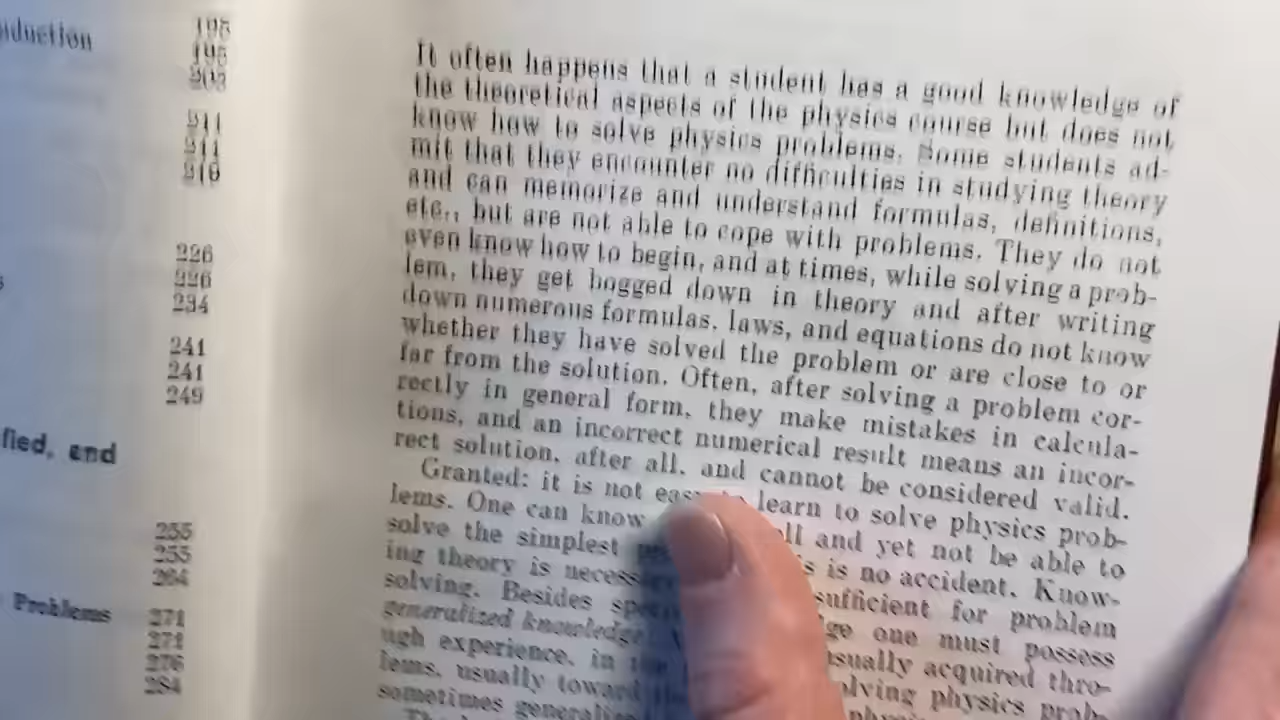 duction 195
195
203
211
211
219
226
226
234
241
241
249
fied, and
255
255
264
Problems 271
271
276
284
It often happens that a student has a good knowledge of
the theoretical aspects of the physics course but does not
know how to solve physics problems. Some students ad-
mit that they encounter no difficulties in studying theory
and can memorize and understand formulas, definitions,
etc., but are not able to cope with problems. They do not
even know how to begin, and at times, while solving a prob-
lem, they get bogged down in theory and after writing
down numerous formulas, laws, and equations do not know
whether they have solved the problem or are close to or
far from the solution. Often, after solving a problem cor-
rectly in general form, they make mistakes in calcula-
tions, and an incorrect numerical result means an incor-
rect solution, after all, and cannot be considered valid.
Granted: it is not easy to learn to solve physics prob-
lems. One can know and yet not be able to
solve the simplest is no accident. Know-
ing theory is sufficient for problem
solving. Besides one must possess
generalized knowledge. usually acquired thro-
ugh experience, in solving physics prob-
lems, usually toward
sometimes